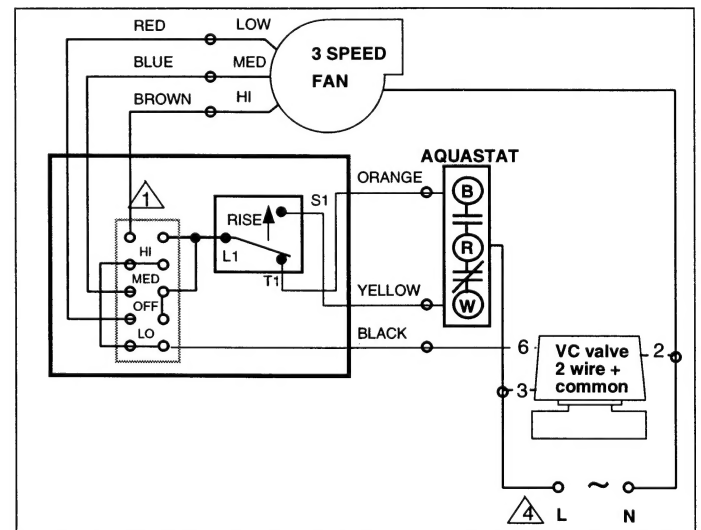 RED LOW
BLUE MED
BROWN HI
3 SPEED
FAN
AQUASTAT
ORANGE
1
B
RISE
S1
HI
L1
R
MED
T1
OFF
YELLOW
W
LO
BLACK
6
VC valve
2 wire +
common
2
3
4
L ~ N